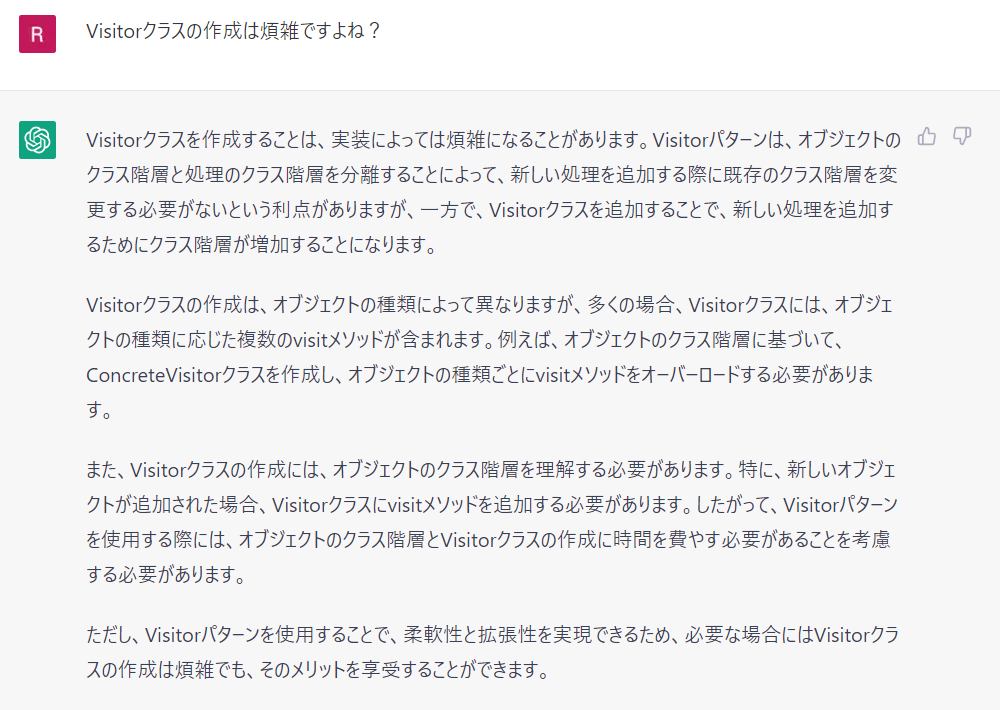 R
Visitorクラスの作成は煩雑ですよね？
Visitorクラスを作成することは、実装によっては煩雑になることがあります。Visitorパターンは、オブジェクトの
クラス階層と処理のクラス階層を分離することによって、新しい処理を追加する際に既存のクラス階層を変
更する必要がないという利点がありますが、一方で、Visitorクラスを追加することで、新しい処理を追加す
るためにクラス階層が増加することになります。
Visitorクラスの作成は、オブジェクトの種類によって異なりますが、多くの場合、Visitorクラスには、オブジェ
クトの種類に応じた複数のvisitメソッドが含まれます。例えば、オブジェクトのクラス階層に基づいて、
ConcreteVisitorクラスを作成し、オブジェクトの種類ごとにvisitメソッドをオーバーロードする必要がありま
す。
また、Visitorクラスの作成には、オブジェクトのクラス階層を理解する必要があります。特に、新しいオブジェ
クトが追加された場合、Visitorクラスにvisitメソッドを追加する必要があります。したがって、Visitorパターン
を使用する際には、オブジェクトのクラス階層とVisitorクラスの作成に時間を費やす必要があることを考慮
する必要があります。
ただし、Visitorパターンを使用することで、柔軟性と拡張性を実現できるため、必要な場合にはVisitorクラ
スの作成は煩雑でも、そのメリットを享受することができます。